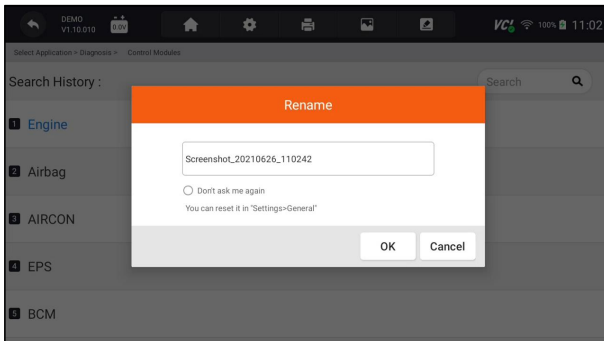 DEMO
V1.10.010
0.0V
VCI
100%
11:02
Select Application > Diagnosis > Control Modules
Search History :
Search
Rename
1 Engine
Screenshot_20210626_110242
2 Airbag
Don't ask me again
You can reset it in "Settings>General"
3 AIRCON
OK
Cancel
4 EPS
5 BCM